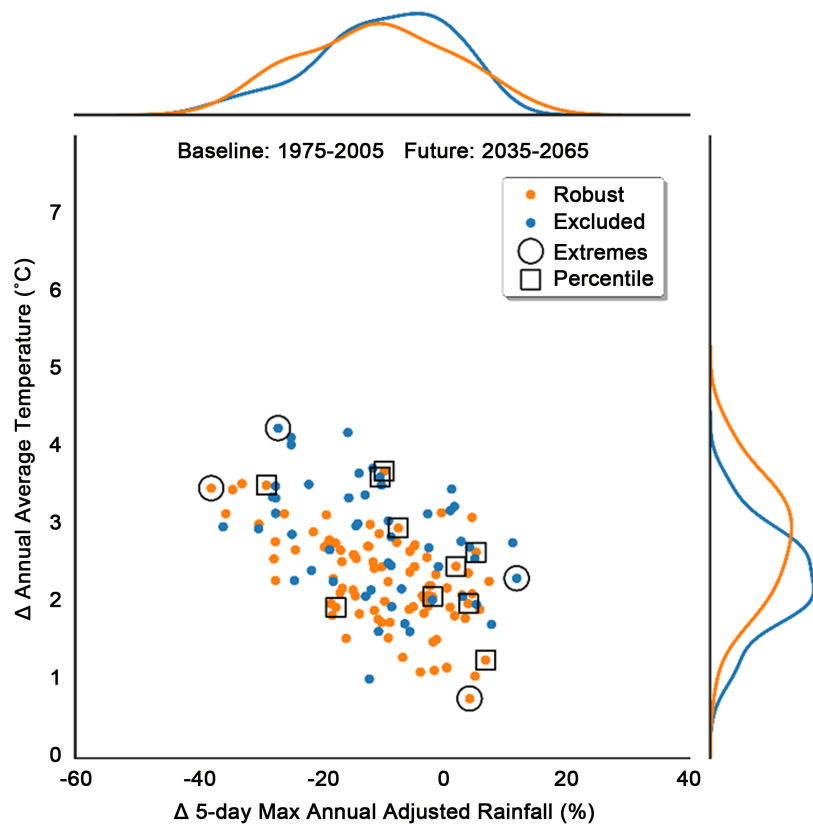 Baseline: 1975-2005 Future: 2035-2065
Robust
Excluded
Extremes
Percentile
Δ Annual Average Temperature (˚C)
7
6
5
4
3
2
1
0
-60 -40 -20 0 20 40
Δ 5-day Max Annual Adjusted Rainfall (%)